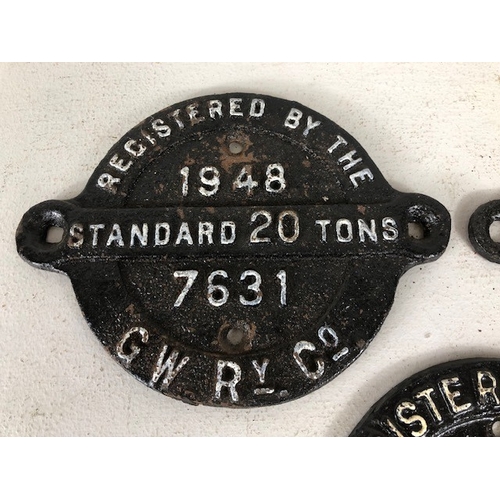 REGISTERED BY THE
1948
STANDARD 20 TONS
7631
G.W. RY. CO.